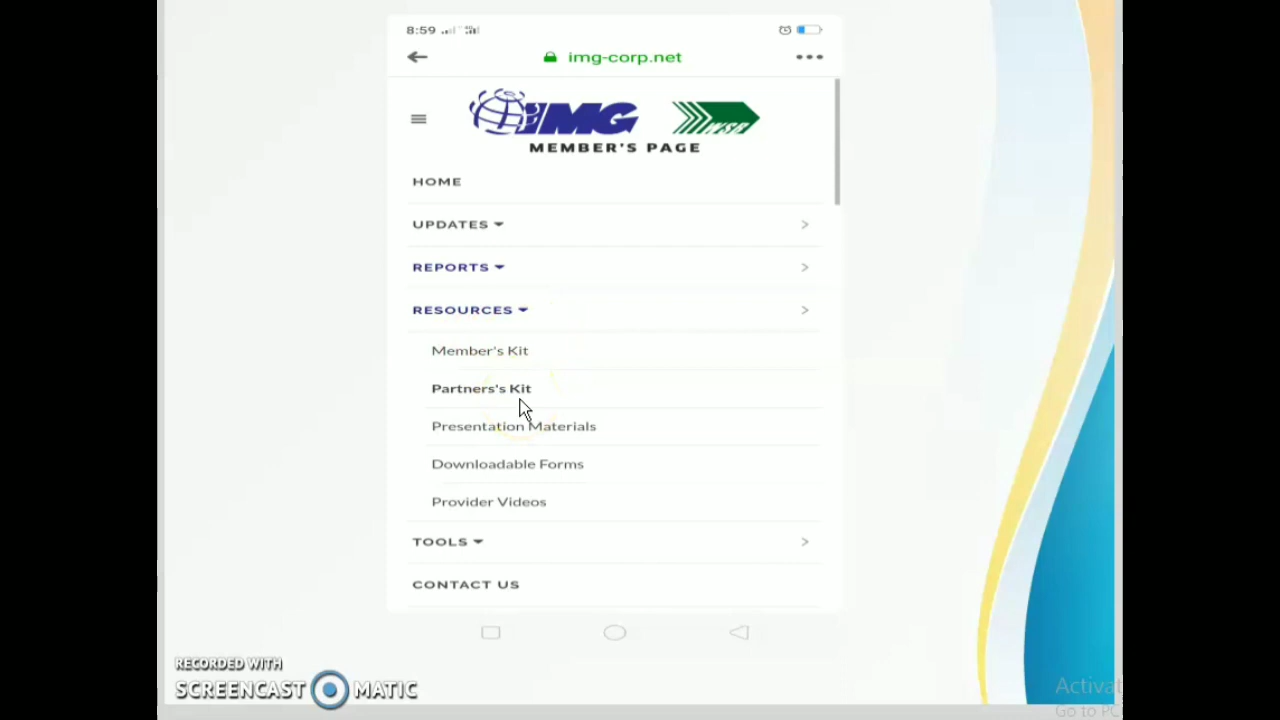 8:59
img-corp.net
IMG WSB
MEMBER'S PAGE
HOME
UPDATES
REPORTS
RESOURCES
Member's Kit
Partners's Kit
Presentation Materials
Downloadable Forms
Provider Videos
TOOLS
CONTACT US
RECORDED WITH
SCREENCAST MATIC
Activat
Go to PC